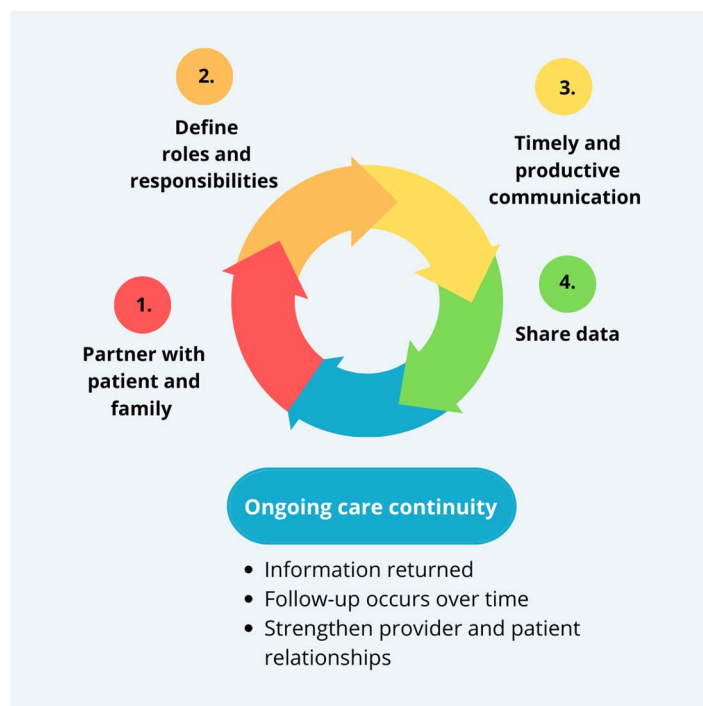 1.
Partner with
patient and
family
2.
Define
roles and
responsibilities
3.
Timely and
productive
communication
4.
Share data
Ongoing care continuity
• Information returned
• Follow-up occurs over time
• Strengthen provider and patient
relationships